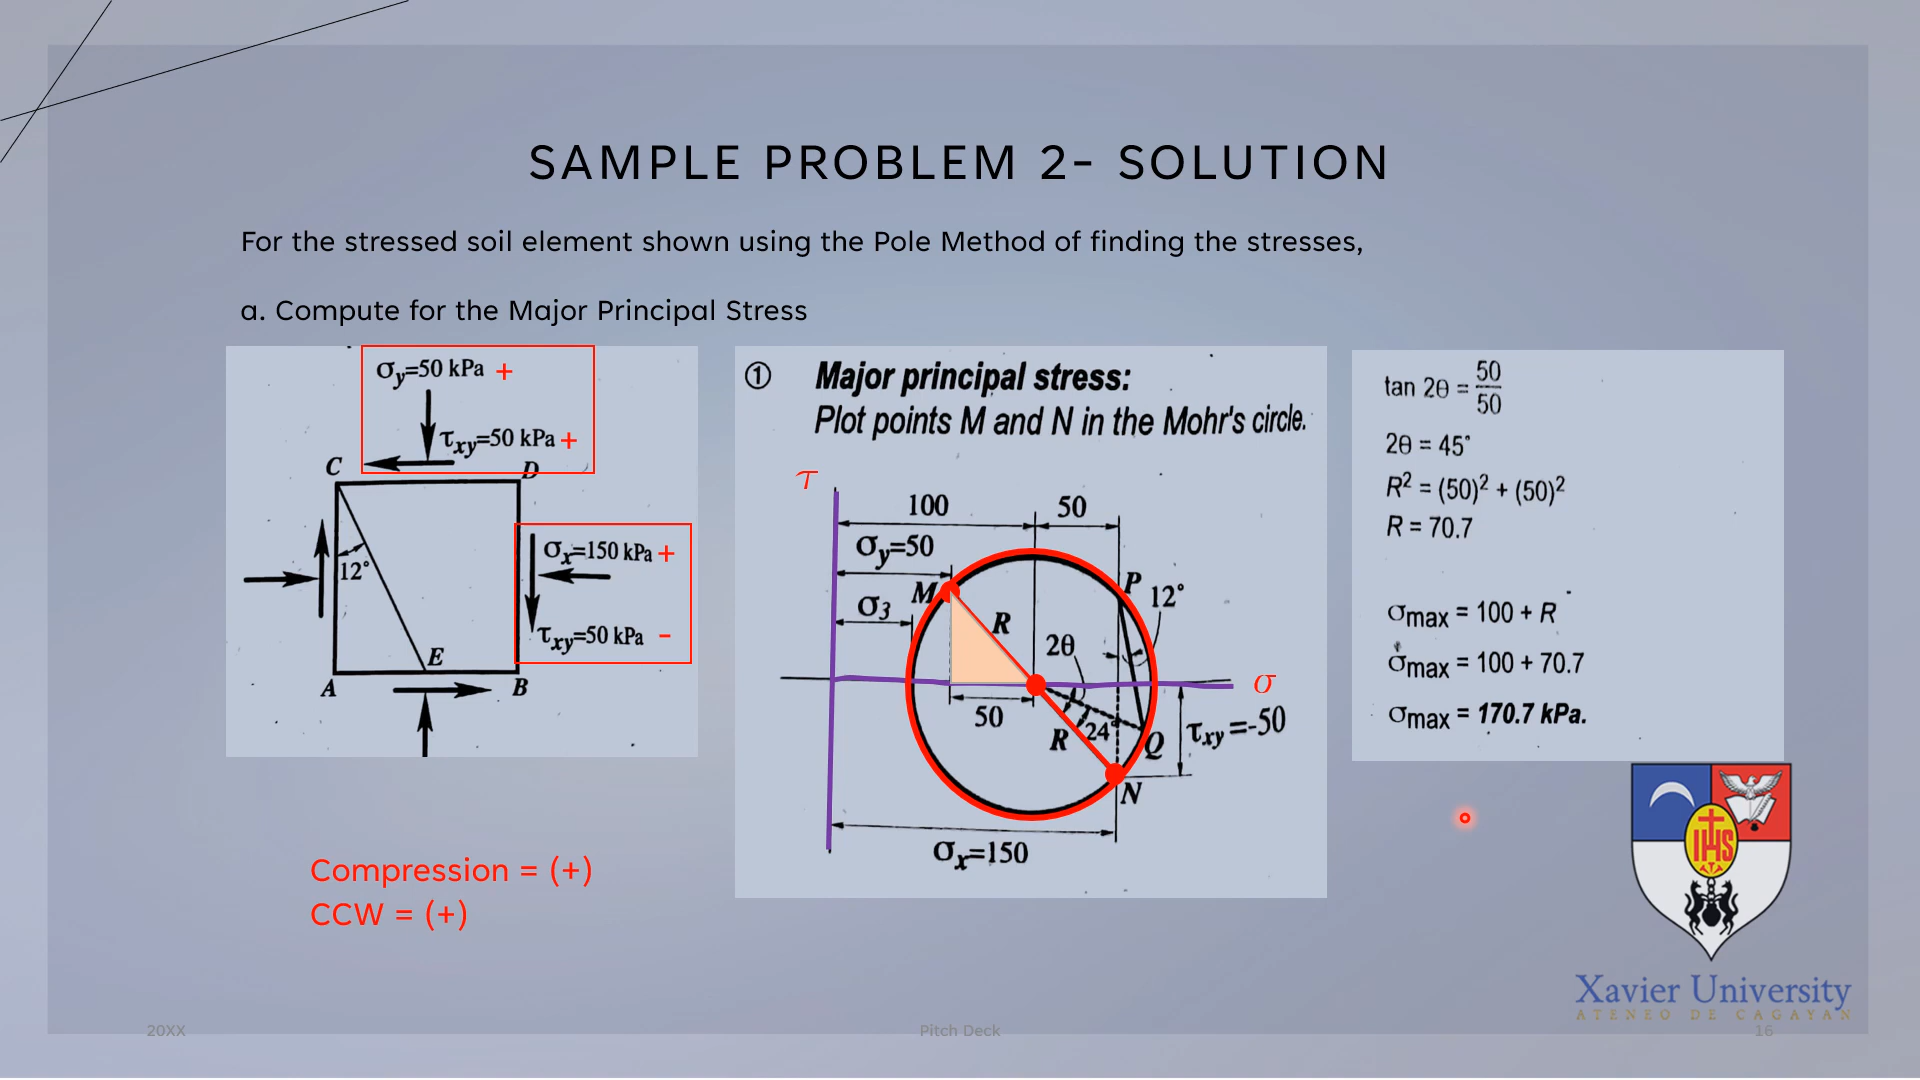 SAMPLE PROBLEM 2- SOLUTION
For the stressed soil element shown using the Pole Method of finding the stresses,
a. Compute for the Major Principal Stress
σy=50 kPa +
τxy=50 kPa +
C
D
12°
σx=150 kPa +
τxy=50 kPa -
E
A
B
Compression = (+)
CCW = (+)
① Major principal stress:
Plot points M and N in the Mohr's circle.
τ
100
50
σy=50
M
P
12°
σ3
R
2θ
σ
50
R
24°
Q
τxy=-50
N
σx=150
tan 2θ = 50/50
2θ = 45°
R² = (50)² + (50)²
R = 70.7
σmax = 100 + R
σmax = 100 + 70.7
σmax = 170.7 kPa.
IHS
Xavier University
ATENEO DE CAGAYAN
20XX
Pitch Deck
16